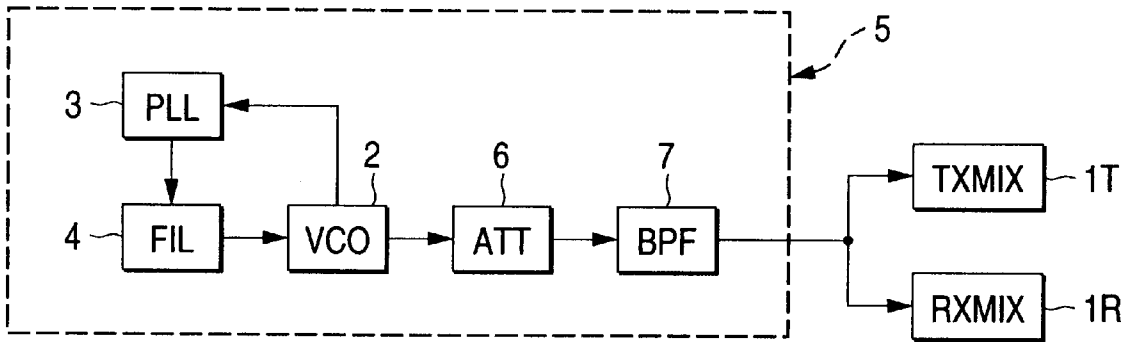 5
3 PLL
2
6
7
TXMIX 1T
4 FIL
VCO
ATT
BPF
RXMIX 1R